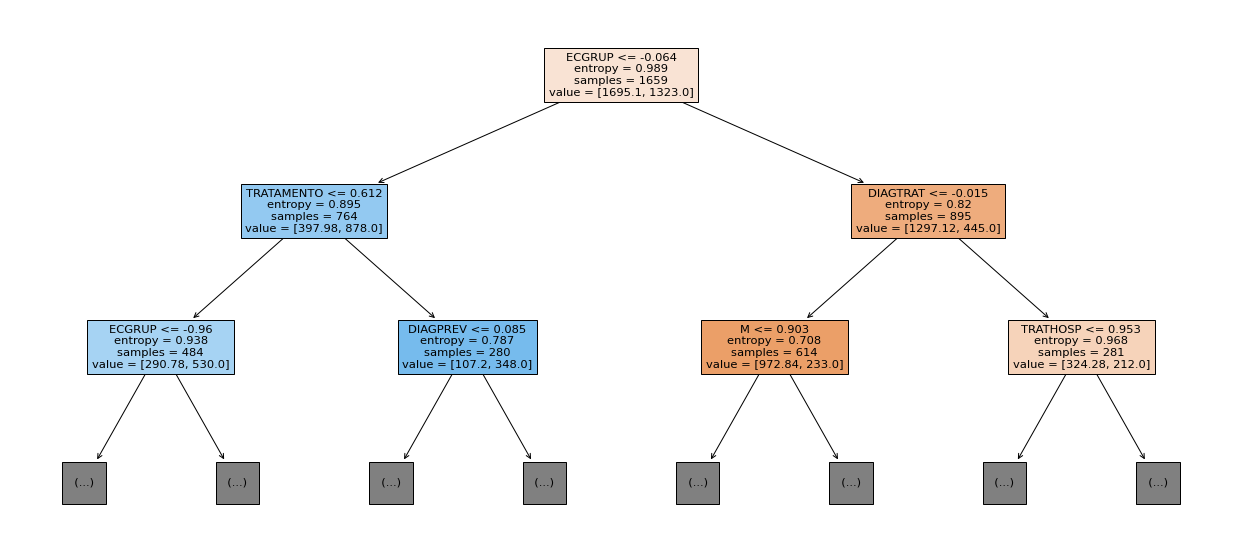 ECGRUP <= -0.064
entropy = 0.989
samples = 1659
value = [1695.1, 1323.0]
TRATAMENTO <= 0.612
entropy = 0.895
samples = 764
value = [397.98, 878.0]
DIAGTRAT <= -0.015
entropy = 0.82
samples = 895
value = [1297.12, 445.0]
ECGRUP <= -0.96
entropy = 0.938
samples = 484
value = [290.78, 530.0]
DIAGPREV <= 0.085
entropy = 0.787
samples = 280
value = [107.2, 348.0]
M <= 0.903
entropy = 0.708
samples = 614
value = [972.84, 233.0]
TRATHOSP <= 0.953
entropy = 0.968
samples = 281
value = [324.28, 212.0]
(...)
(...)
(...)
(...)
(...)
(...)
(...)
(...)